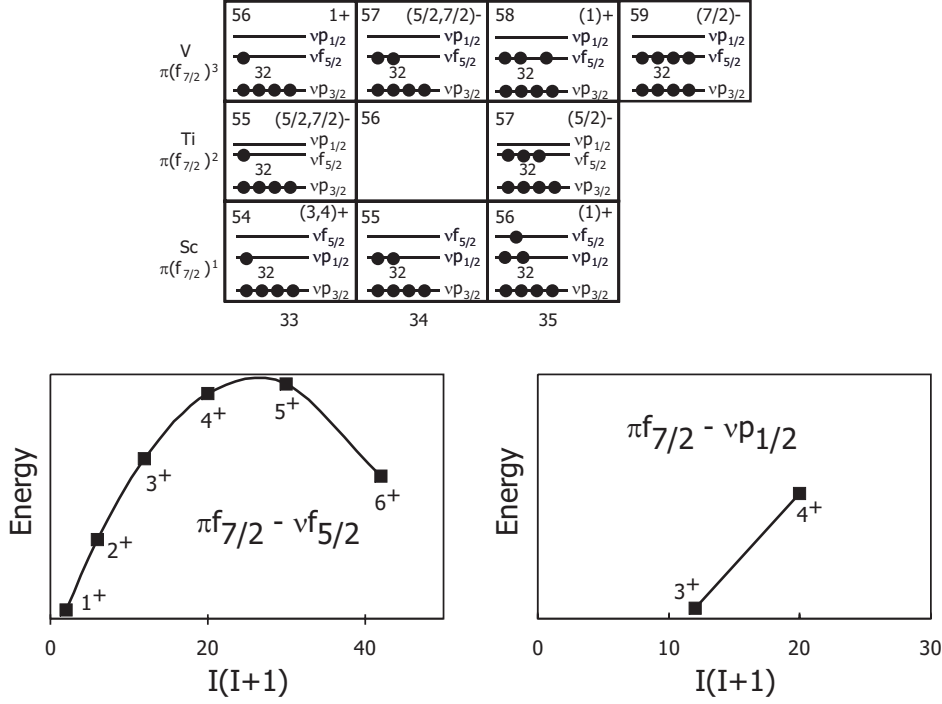 56 1+ 57 (5/2,7/2)- 58 (1)+ 59 (7/2)-
νp1/2 νp1/2 νp1/2 νp1/2
V νf5/2 νf5/2 νf5/2 νf5/2
π(f7/2)3 32 32 32 32
νp3/2 νp3/2 νp3/2 νp3/2
55 (5/2,7/2)- 56 57 (5/2)-
Ti νp1/2 νp1/2
π(f7/2)2 νf5/2 νf5/2
32 32
νp3/2 νp3/2
54 (3,4)+ 55 56 (1)+
νf5/2 νf5/2 νf5/2
Sc νp1/2 νp1/2 νp1/2
π(f7/2)1 32 32 32
νp3/2 νp3/2 νp3/2
33 34 35
Energy
1+
2+
3+
4+
5+
6+
πf7/2 - νf5/2
0 20 40
I(I+1)
Energy
πf7/2 - νp1/2
3+
4+
0 10 20 30
I(I+1)